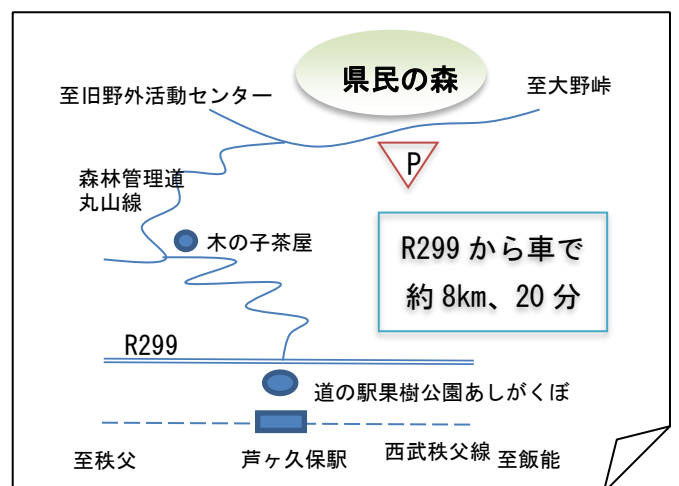 県民の森
至旧野外活動センター
至大野峠
P
森林管理道
丸山線
木の子茶屋
R299 から車で
約 8km、20 分
R299
道の駅果樹公園あしがくぼ
至秩父
芦ヶ久保駅
西武秩父線
至飯能